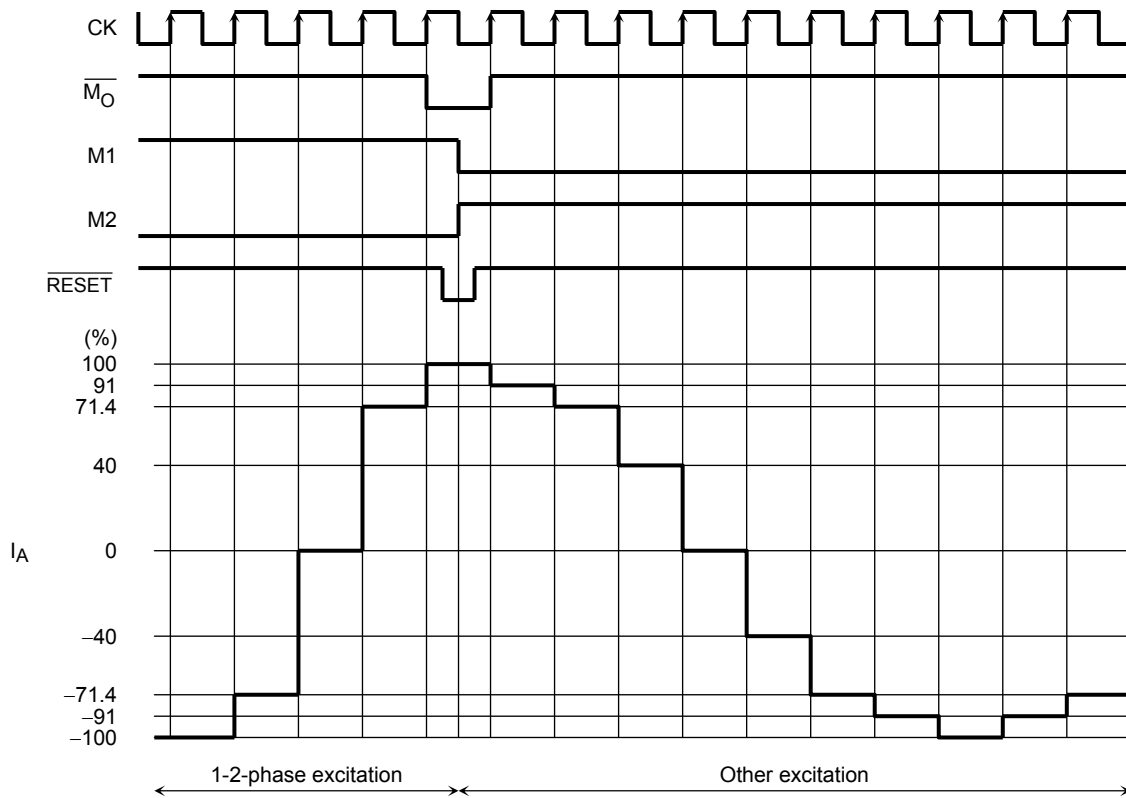 CK
M̅O̅
M1
M2
R̅E̅S̅E̅T̅
(%)
100
91
71.4
40
IA
0
−40
−71.4
−91
−100
1-2-phase excitation
Other excitation